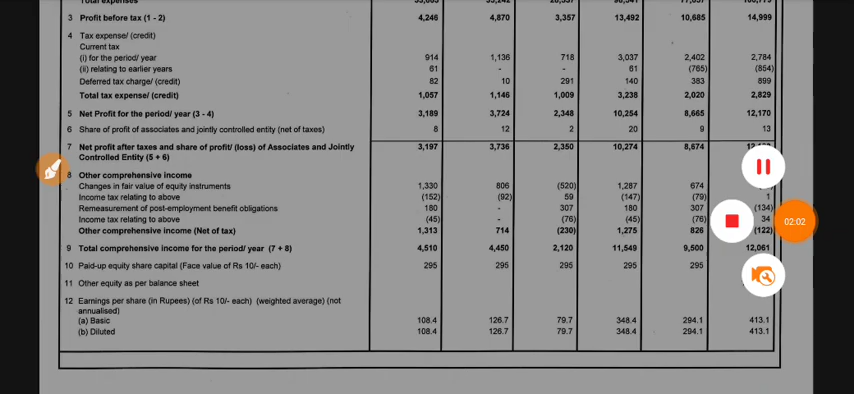 3 Profit before tax (1 - 2) 4,246 4,870 3,357 13,492 10,685 14,999
4 Tax expense/ (credit)
Current tax
(i) for the period/ year 914 1,136 718 3,037 2,402 2,784
(ii) relating to earlier years 61 - - 61 (765) (854)
Deferred tax charge/ (credit) 82 10 291 140 383 899
Total tax expense/ (credit) 1,057 1,146 1,009 3,238 2,020 2,829
5 Net Profit for the period/ year (3 - 4) 3,189 3,724 2,348 10,254 8,665 12,170
6 Share of profit of associates and jointly controlled entity (net of taxes) 8 12 2 20 9 13
7 Net profit after taxes and share of profit/ (loss) of Associates and Jointly 3,197 3,736 2,350 10,274 8,674
Controlled Entity (5 + 6)
8 Other comprehensive income
Changes in fair value of equity instruments 1,330 806 (520) 1,287 674
Income tax relating to above (152) (92) 59 (147) (79) 1
Remeasurement of post-employment benefit obligations 180 - 307 180 307 (134)
Income tax relating to above (45) - (76) (45) (76) 34
Other comprehensive income (Net of tax) 1,313 714 (230) 1,275 826 (122)
02:02
9 Total comprehensive income for the period/ year (7 + 8) 4,510 4,450 2,120 11,549 9,500 12,061
10 Paid-up equity share capital (Face value of Rs 10/- each) 295 295 295 295 295
11 Other equity as per balance sheet
12 Earnings per share (in Rupees) (of Rs 10/- each) (weighted average) (not
annualised)
(a) Basic 108.4 126.7 79.7 348.4 294.1 413.1
(b) Diluted 108.4 126.7 79.7 348.4 294.1 413.1